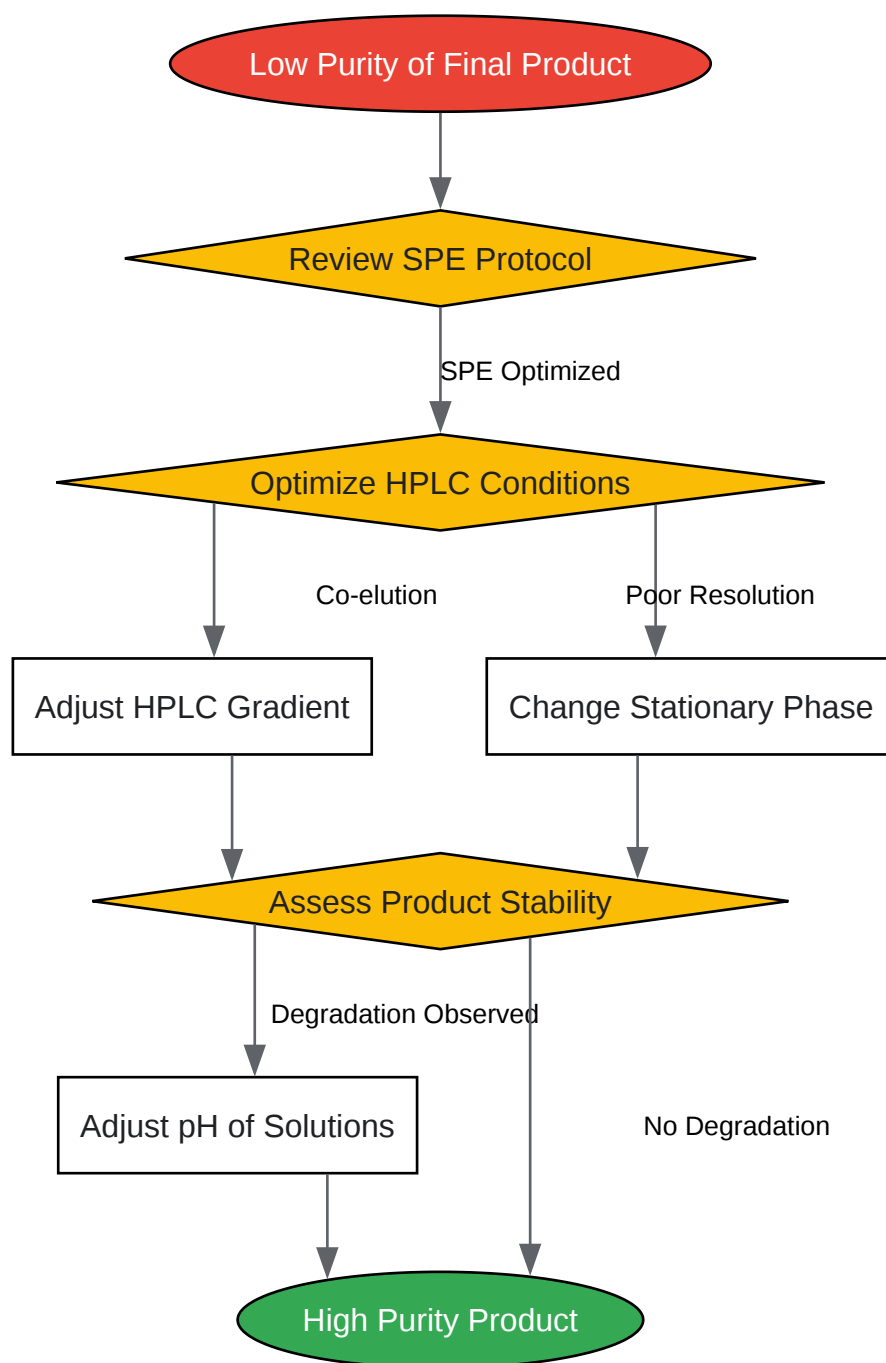 Low Purity of Final Product
Review SPE Protocol
SPE Optimized
Optimize HPLC Conditions
Co-elution
Poor Resolution
Adjust HPLC Gradient
Change Stationary Phase
Assess Product Stability
Degradation Observed
Adjust pH of Solutions
No Degradation
High Purity Product